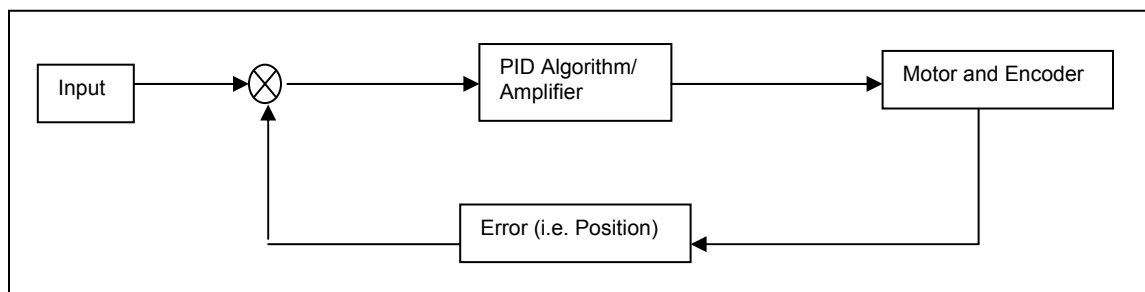 Input
PID Algorithm/
Amplifier
Motor and Encoder
Error (i.e. Position)